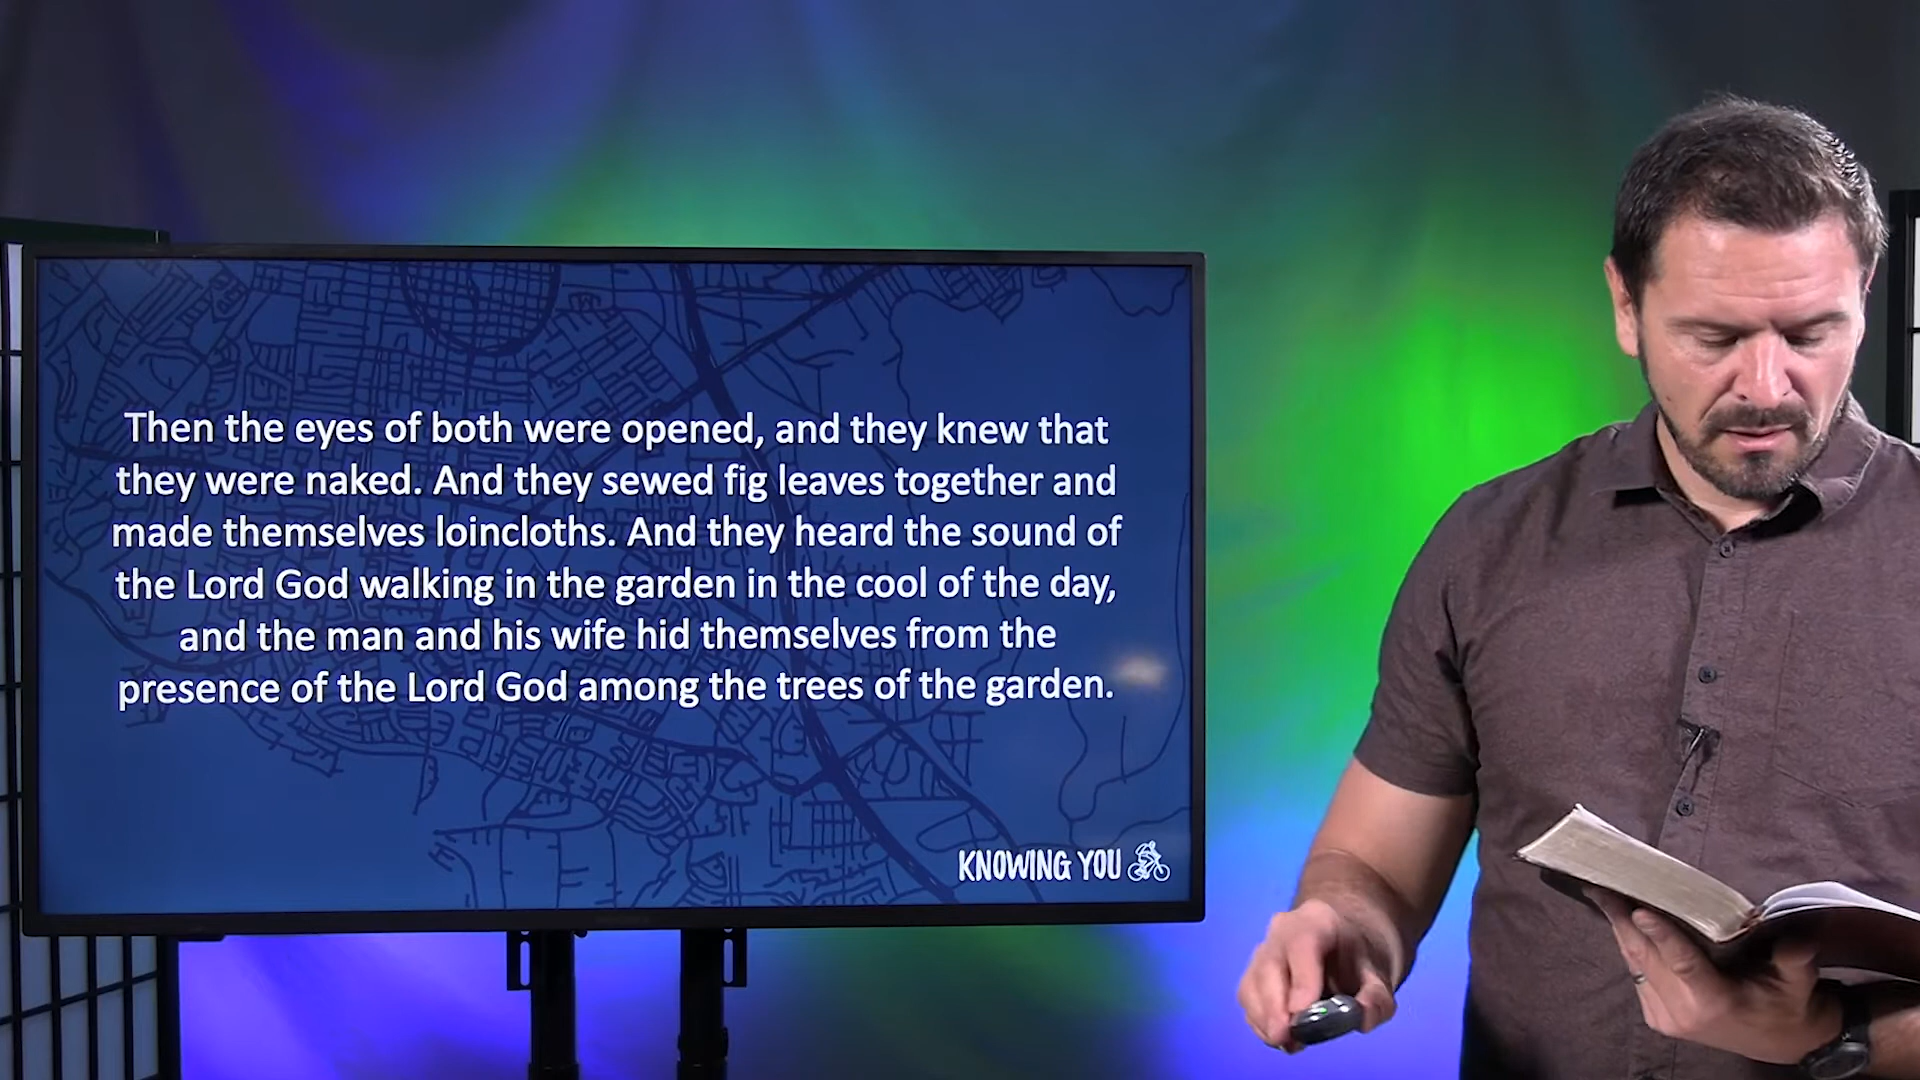 Then the eyes of both were opened, and they knew that
they were naked. And they sewed fig leaves together and
made themselves loincloths. And they heard the sound of
the Lord God walking in the garden in the cool of the day,
and the man and his wife hid themselves from the
presence of the Lord God among the trees of the garden.
KNOWING YOU